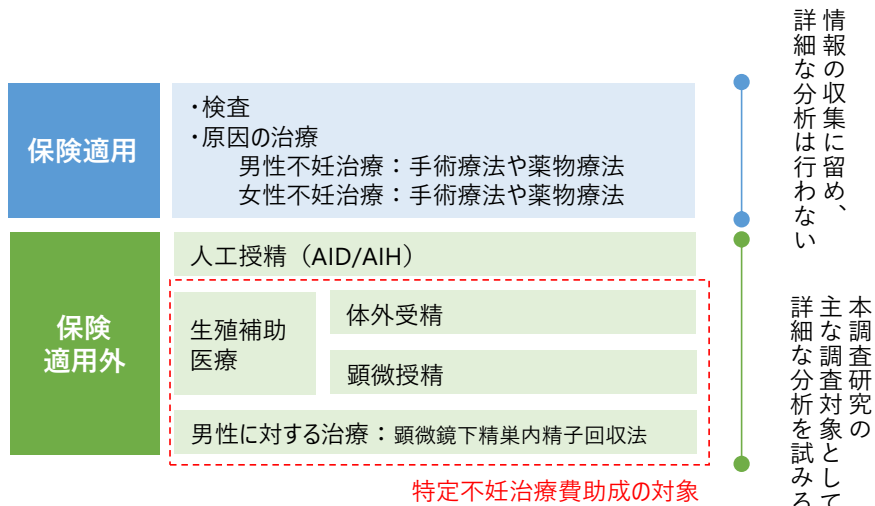 保険適用
・検査
・原因の治療
男性不妊治療：手術療法や薬物療法
女性不妊治療：手術療法や薬物療法
情報の収集に留め、
詳細な分析は行わない
保険
適用外
人工授精（AID/AIH）
生殖補助
医療
体外受精
顕微授精
男性に対する治療：顕微鏡下精巣内精子回収法
特定不妊治療費助成の対象
本調査研究の
主な調査対象として
詳細な分析を試みる